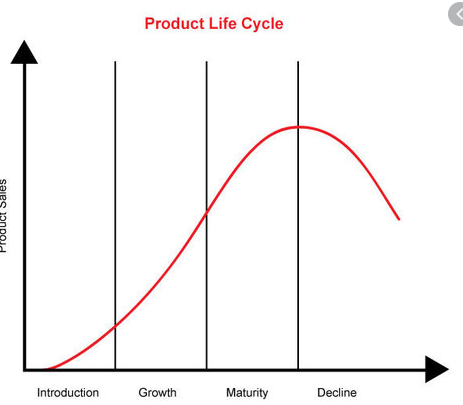 Product Life Cycle
Product Sales
Introduction
Growth
Maturity
Decline